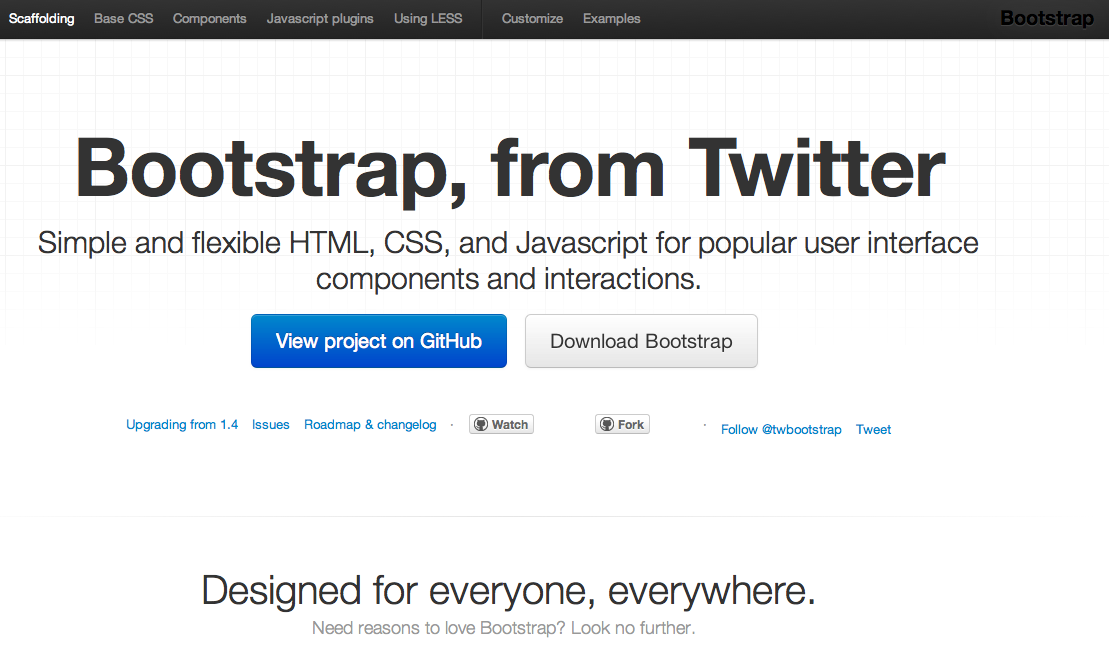 Scaffolding Base CSS Components Javascript plugins Using LESS Customize Examples Bootstrap
Bootstrap, from Twitter
Simple and flexible HTML, CSS, and Javascript for popular user interface
components and interactions.
View project on GitHub Download Bootstrap
Upgrading from 1.4 Issues Roadmap & changelog · Watch Fork · Follow @twbootstrap Tweet
Designed for everyone, everywhere.
Need reasons to love Bootstrap? Look no further.